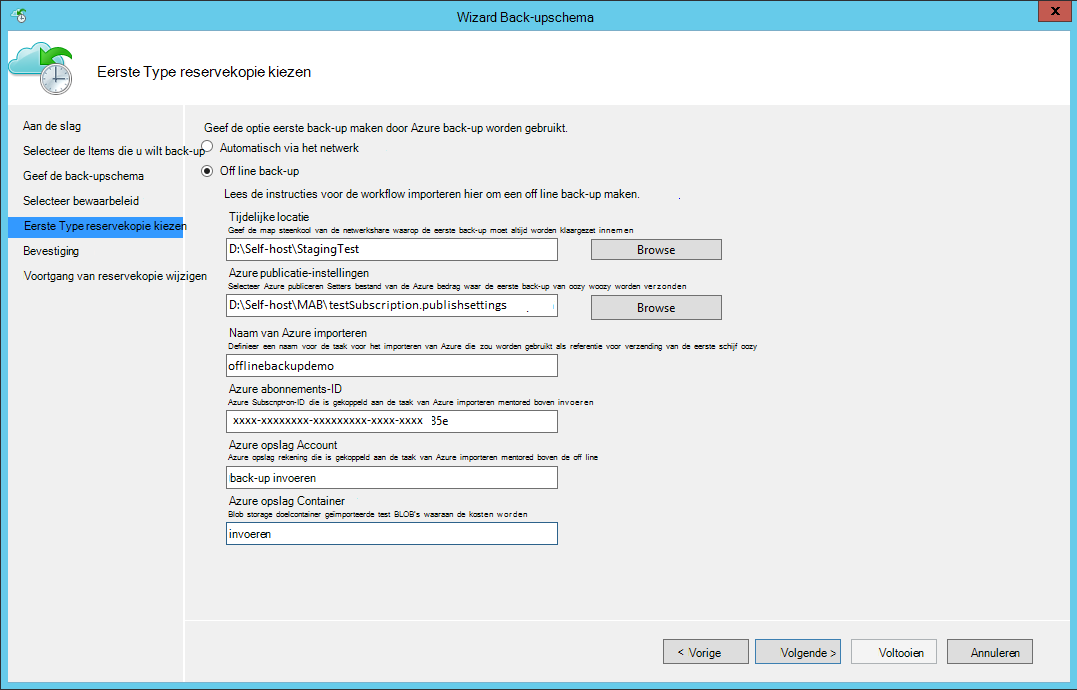 Wizard Back-upschema
x
Eerste Type reservekopie kiezen
Aan de slag
Selecteer de Items die u wilt back-up
Geef de back-upschema
Selecteer bewaarbeleid
Eerste Type reservekopie kiezen
Bevestiging
Voortgang van reservekopie wijzigen
Geef de optie eerste back-up maken door Azure back-up worden gebruikt.
Automatisch via het netwerk
Off line back-up
Lees de instructies voor de workflow importeren hier om een off line back-up maken.
Tijdelijke locatie
Geef de map steenkool van de netwerkshare waarop de eerste back-up moet altijd worden klaargezet innemen
D:\Self-host\StagingTest
Browse
Azure publicatie-instellingen
Selecteer Azure publiceren Setters bestand van de Azure bedrag waar de eerste back-up van oozy woozy worden verzonden
D:\Self-host\MAB\testSubscription.publishsettings
Browse
Naam van Azure importeren
Definieer een naam voor de taak voor het importeren van Azure die zou worden gebruikt als referentie voor verzending van de eerste schijf oozy
offlinebackupdemo
Azure abonnements-ID
Azure Subscnpt•on-ID die is gekoppeld aan de taak van Azure importeren mentored boven invoeren
xxxx-xxxxxxxx-xxxxxxxxx-xxxx-xxxx 35e
Azure opslag Account
Azure opslag rekening die is gekoppeld aan de taak van Azure importeren mentored boven de off line
back-up invoeren
Azure opslag Container
Blob storage doelcontainer geïmporteerde test BLOB's waaraan de kosten worden
invoeren
< Vorige
Volgende >
Voltooien
Annuleren